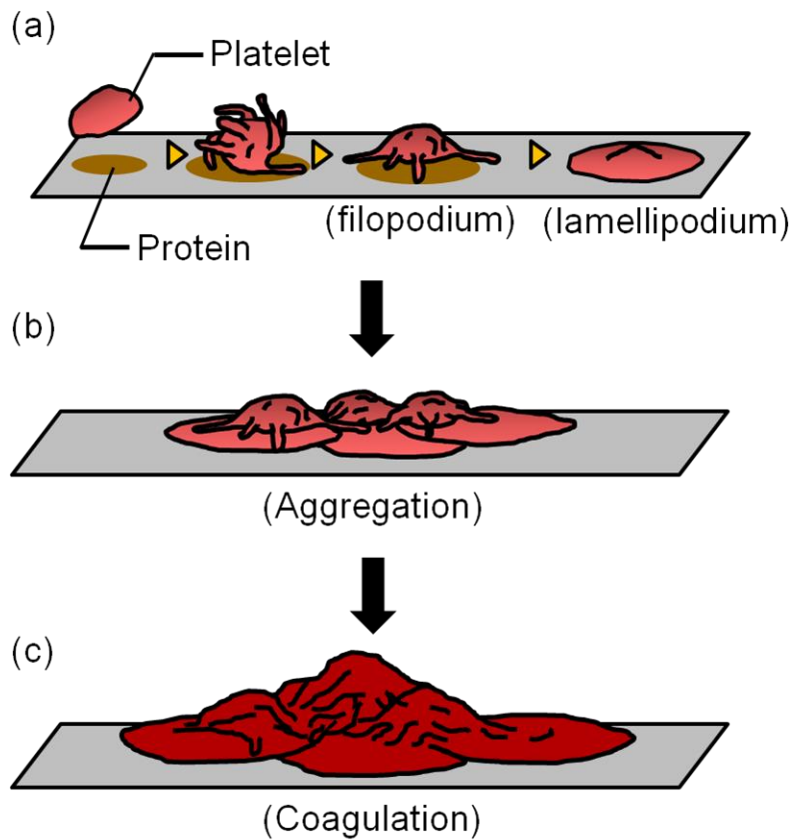 (a)
Platelet
Protein
(filopodium)
(lamellipodium)
(b)
(Aggregation)
(c)
(Coagulation)